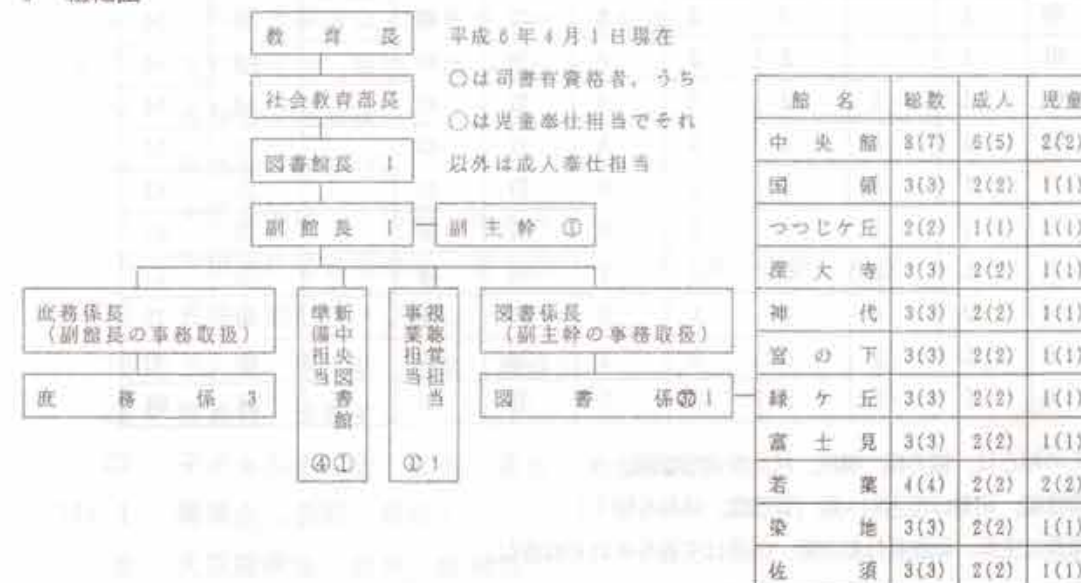 教育長
平成6年4月1日現在
○は司書有資格者、うち
社会教育部長
○は児童奉仕担当でそれ
図書館長 1
以外は成人奉仕担当
副館長 1
副主幹 ①
庶務係長
(副館長の事務取扱)
庶務係 3
新中央図書館
準備担当
④①
視聴覚担当
事業担当
①1
図書係長
(副主幹の事務取扱)
図書係㉜1
館名 総数 成人 児童
中央館 8(7) 6(5) 2(2)
国領 3(3) 2(2) 1(1)
つつじケ丘 2(2) 1(1) 1(1)
深大寺 3(3) 2(2) 1(1)
神代 3(3) 2(2) 1(1)
宮の下 3(3) 2(2) 1(1)
緑ケ丘 3(3) 2(2) 1(1)
富士見 3(3) 2(2) 1(1)
若葉 4(4) 2(2) 2(2)
染地 3(3) 2(2) 1(1)
佐須 3(3) 2(2) 1(1)